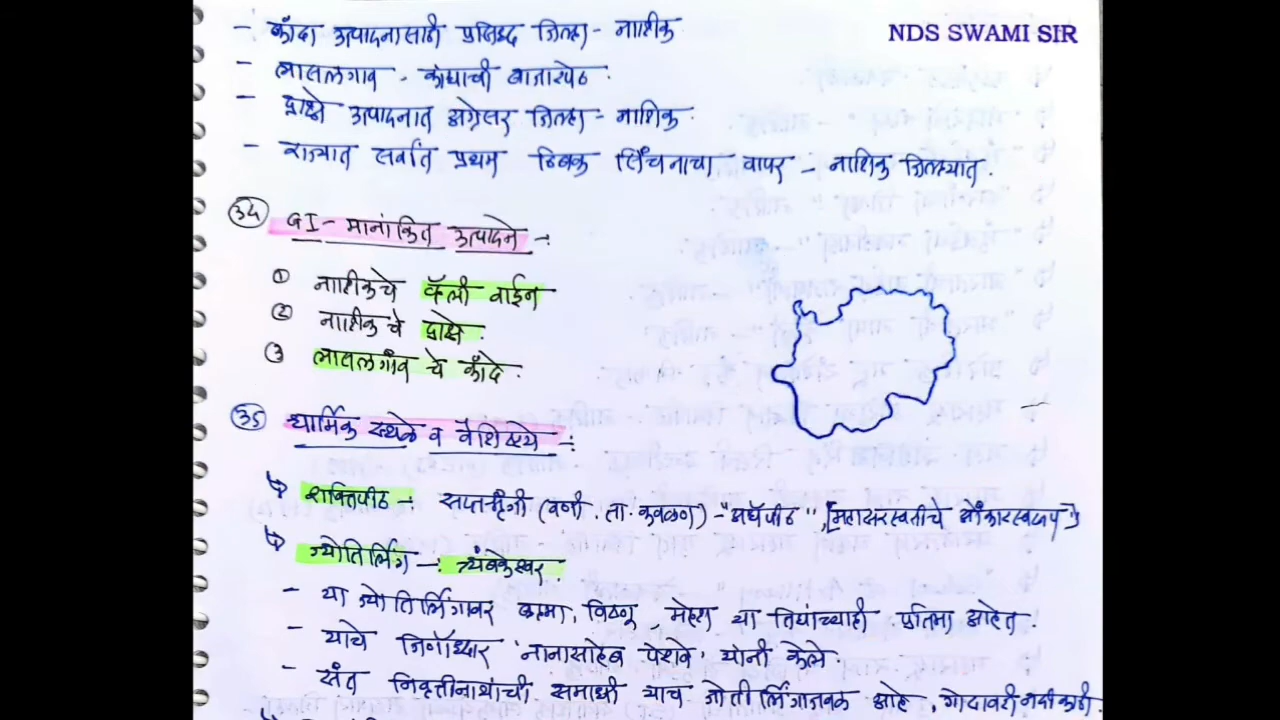 NDS SWAMI SIR
- कांदा उत्पादनासाठी प्रसिद्ध जिल्हा - नाशिक
- लासलगाव - कांद्याची बाजारपेठ.
- द्राक्षे उत्पादनात अग्रेसर जिल्हा - नाशिक.
- राज्यात सर्वात प्रथम ठिबक सिंचनाचा वापर - नाशिक जिल्ह्यात.
③④ GI - मानांकित उत्पादने -:
① नाशिकचे व्हॅली वाईन
② नाशिक चे द्राक्षे.
③ लासलगाँव चे काँदे.
③⑤ धार्मिक स्थळे व वैशिष्ट्ये -:
↳ शक्तिपीठ -: सप्तशृंगी (वणी. ता. कळवण) - "अर्धपीठ", [महासरस्वतीचे ओंकारस्वरूप]
↳ ज्योतिर्लिंग -: त्र्यंबकेश्वर.
- या ज्योतिर्लिंगावर ब्रम्हा, विष्णू, महेश या तिघांच्याही प्रतिमा आहेत
- याचे जिर्णोध्दार 'नानासाहेब पेशवे' यांनी केले.
- संत निवृत्तीनाथांची समाधी याच ज्योतीर्लिंगाजवळ आहे, गोदावरी नदी काठी.